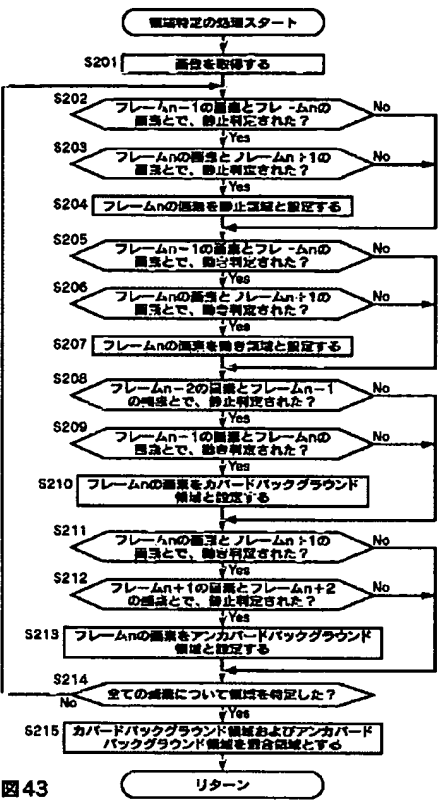 領域特定の処理スタート
S201
画像を取得する
S202
フレームn−1の画素とフレームnの
画素とで、静止判定された?
No
Yes
S203
フレームnの画素とフレームn+1の
画素とで、静止判定された?
No
Yes
S204
フレームnの画素を静止領域と設定する
S205
フレームn−1の画素とフレームnの
画素とで、動き判定された?
No
Yes
S206
フレームnの画素とフレームn+1の
画素とで、動き判定された?
No
Yes
S207
フレームnの画素を動き領域と設定する
S208
フレームn−2の画素とフレームn−1
の画素とで、静止判定された?
No
Yes
S209
フレームn−1の画素とフレームnの
画素とで、動き判定された?
No
Yes
S210
フレームnの画素をカバードバックグラウンド
領域と設定する
S211
フレームnの画素とフレームn+1の
画素とで、動き判定された?
No
Yes
S212
フレームn+1の画素とフレームn+2
の画素とで、静止判定された?
No
Yes
S213
フレームnの画素をアンカバードバックグラウンド
領域と設定する
S214
全ての画素について領域を特定した?
No
Yes
S215
カバードバックグラウンド領域およびアンカバード
バックグラウンド領域を混合領域とする
リターン
図43